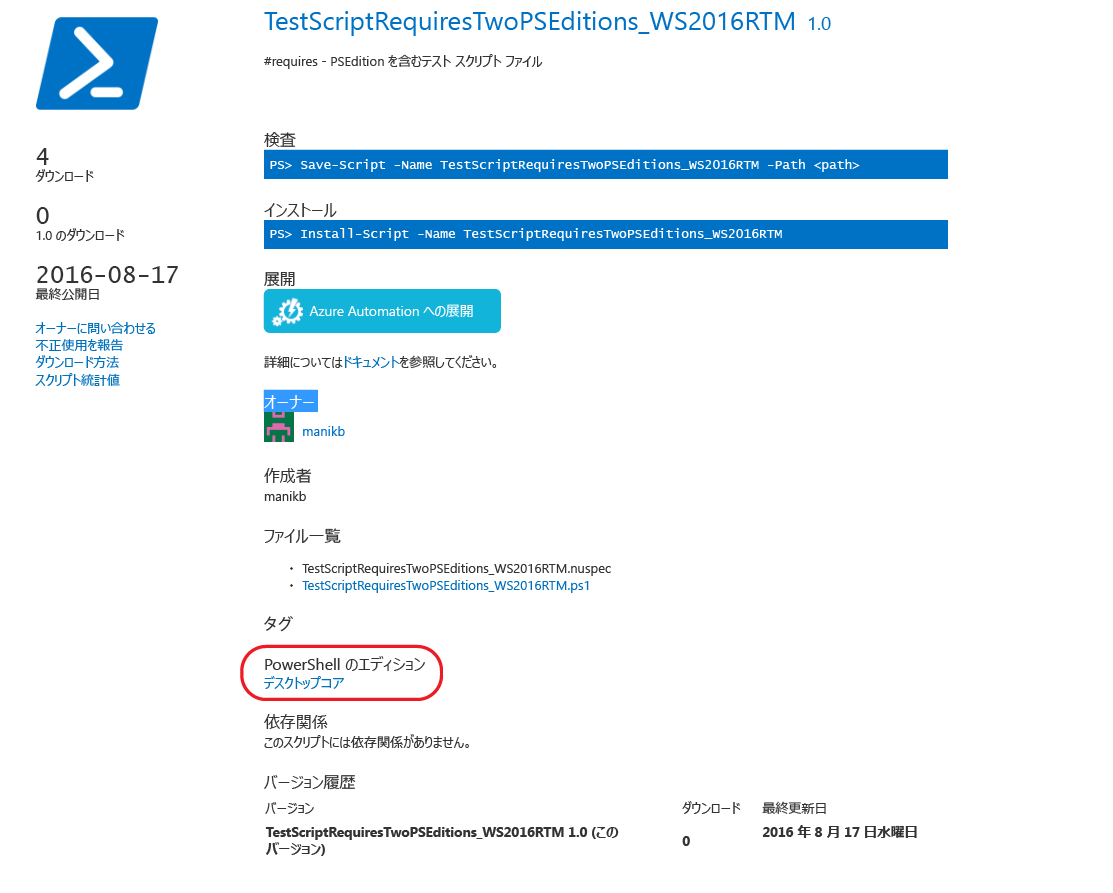 TestScriptRequiresTwoPSEditions_WS2016RTM 1.0
#requires - PSEdition を含むテスト スクリプト ファイル
4
ダウンロード
0
1.0 のダウンロード
2016-08-17
最終公開日
オーナーに問い合わせる
不正使用を報告
ダウンロード方法
スクリプト統計値
検査
PS> Save-Script -Name TestScriptRequiresTwoPSEditions_WS2016RTM -Path <path>
インストール
PS> Install-Script -Name TestScriptRequiresTwoPSEditions_WS2016RTM
展開
Azure Automation への展開
詳細についてはドキュメントを参照してください。
オーナー
manikb
作成者
manikb
ファイル一覧
・ TestScriptRequiresTwoPSEditions_WS2016RTM.nuspec
・ TestScriptRequiresTwoPSEditions_WS2016RTM.ps1
タグ
PowerShell のエディション
デスクトップコア
依存関係
このスクリプトには依存関係がありません。
バージョン履歴
バージョン ダウンロード 最終更新日
TestScriptRequiresTwoPSEditions_WS2016RTM 1.0 (この
バージョン) 0 2016 年 8 月 17 日水曜日